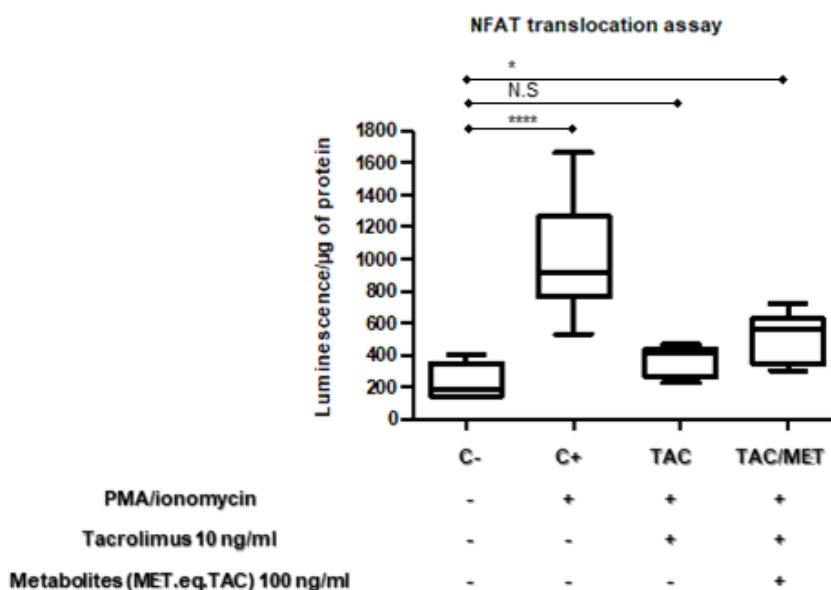 NFAT translocation assay
*
N.S
****
Luminescence/µg of protein
1800
1600
1400
1200
1000
800
600
400
200
0
C- C+ TAC TAC/MET
PMA/ionomycin - + + +
Tacrolimus 10 ng/ml - - + +
Metabolites (MET.eq.TAC) 100 ng/ml - - - +